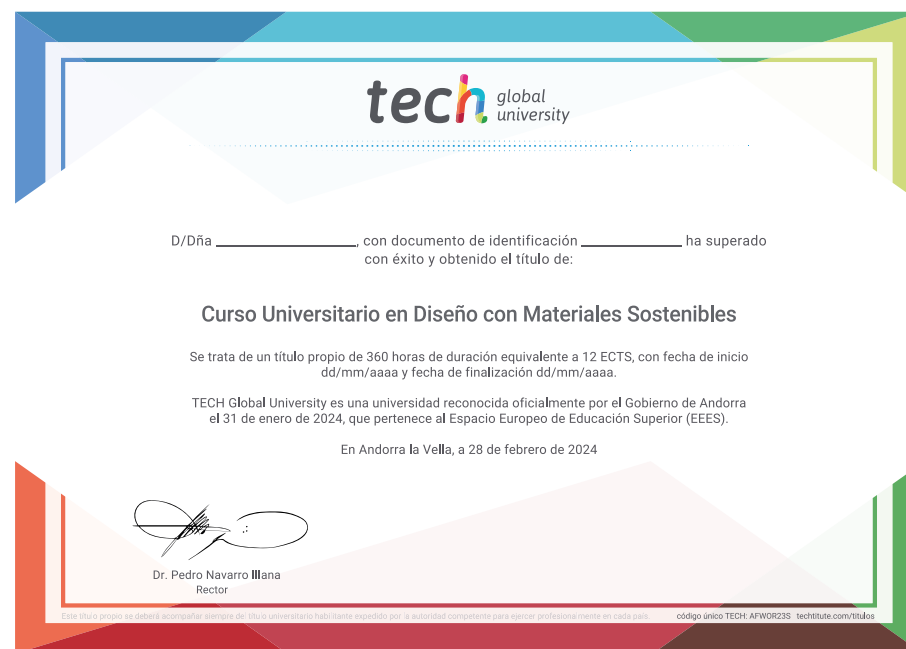 tech global
university
D/Dña ______________, con documento de identificación __________ ha superado
con éxito y obtenido el título de:
Curso Universitario en Diseño con Materiales Sostenibles
Se trata de un título propio de 360 horas de duración equivalente a 12 ECTS, con fecha de inicio
dd/mm/aaaa y fecha de finalización dd/mm/aaaa.
TECH Global University es una universidad reconocida oficialmente por el Gobierno de Andorra
el 31 de enero de 2024, que pertenece al Espacio Europeo de Educación Superior (EEES).
En Andorra la Vella, a 28 de febrero de 2024
Dr. Pedro Navarro Illana
Rector
Este título propio se deberá acompañar siempre del título universitario habilitante expedido por la autoridad competente para ejercer profesionalmente en cada país. código único TECH: AFWOR23S techtitute.com/titulos